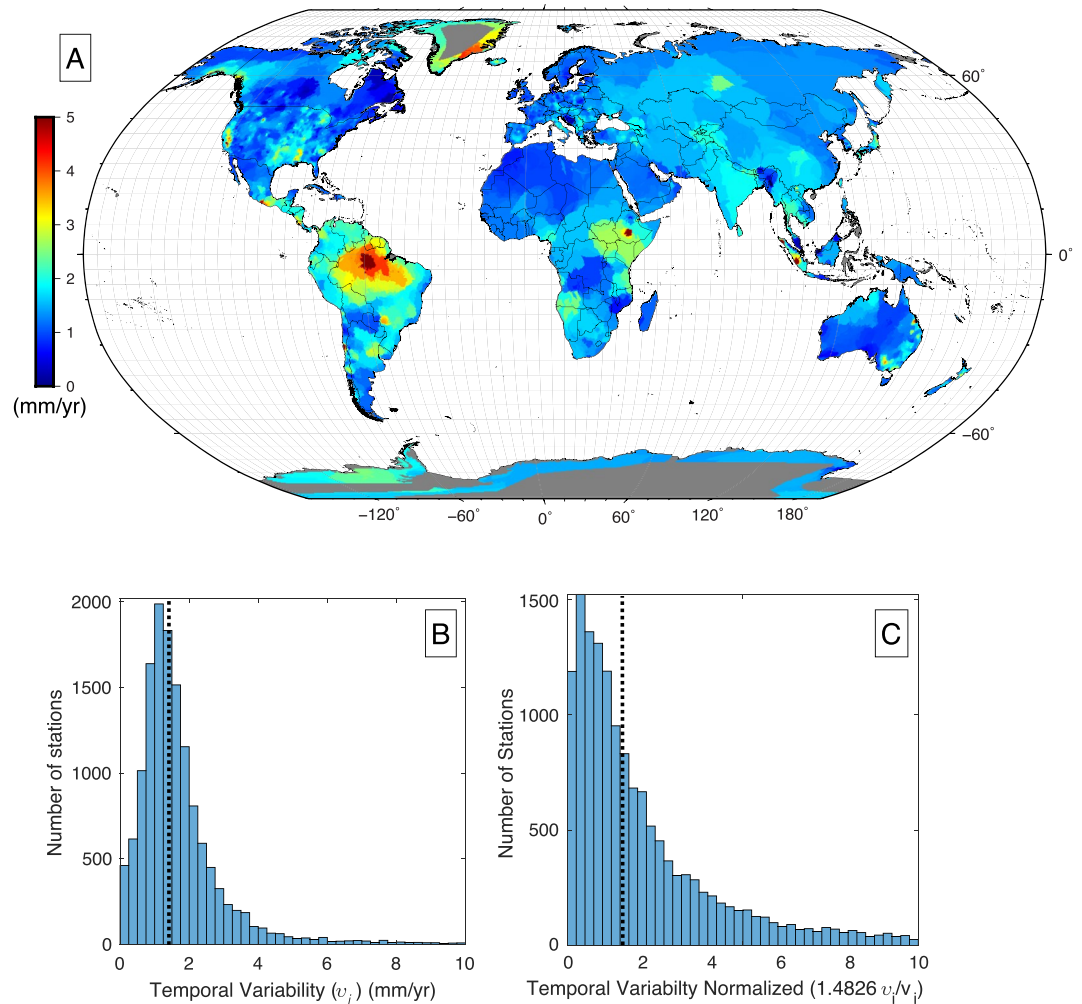 A
5
4
3
2
1
0
(mm/yr)
60°
0°
−60°
−120° −60° 0° 60° 120° 180°
B
2000
1500
1000
500
0
Number of stations
0 2 4 6 8 10
Temporal Variability (υi) (mm/yr)
C
1500
1000
500
0
Number of Stations
0 2 4 6 8 10
Temporal Variabilty Normalized (1.4826 υi/vi)